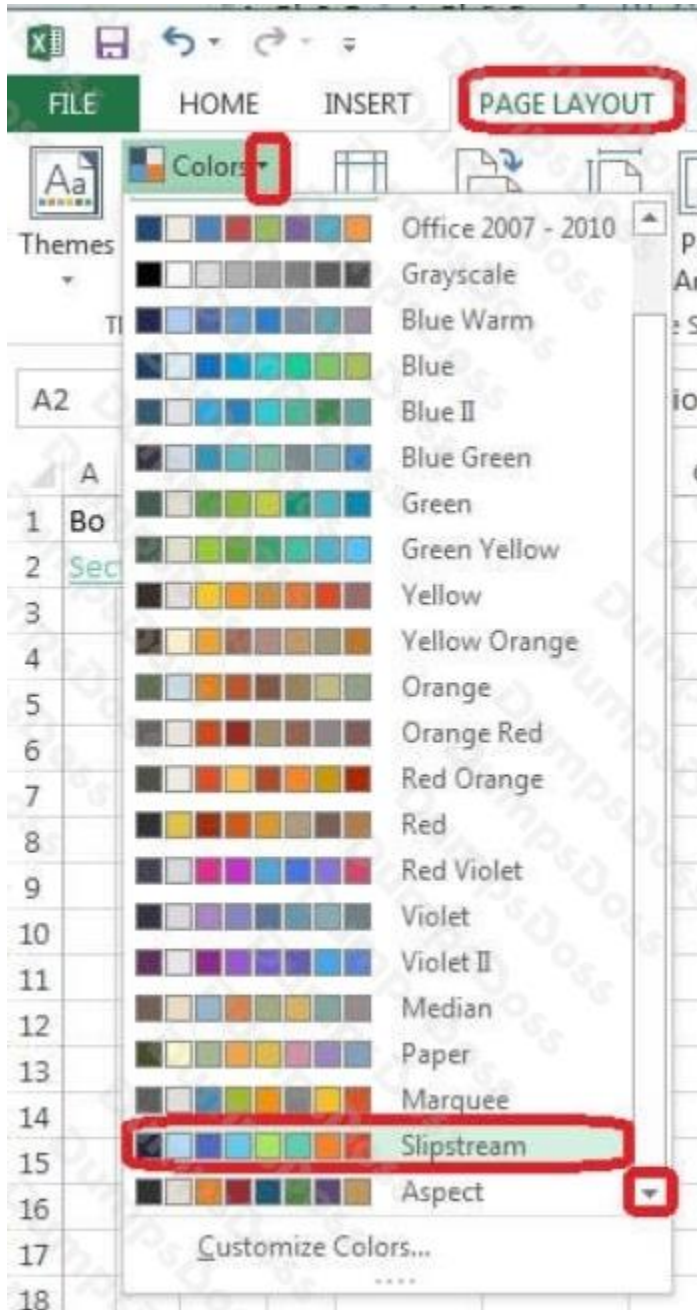 FILE HOME INSERT PAGE LAYOUT
Aa Colors
Themes
Office 2007 - 2010
Grayscale
Blue Warm
Blue
Blue II
Blue Green
Green
Green Yellow
Yellow
Yellow Orange
Orange
Orange Red
Red Orange
Red
Red Violet
Violet
Violet II
Median
Paper
Marquee
Slipstream
Aspect
Customize Colors...
A2
A
1 Bo
2 Sec
3
4
5
6
7
8
9
10
11
12
13
14
15
16
17
18
DumpsDoss